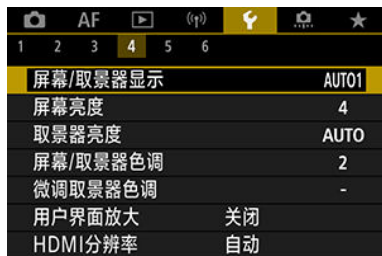 AF
1 2 3 4 5 6
屏幕/取景器显示 AUTO1
屏幕亮度 4
取景器亮度 AUTO
屏幕/取景器色调 2
微调取景器色调 -
用户界面放大 关闭
HDMI分辨率 自动